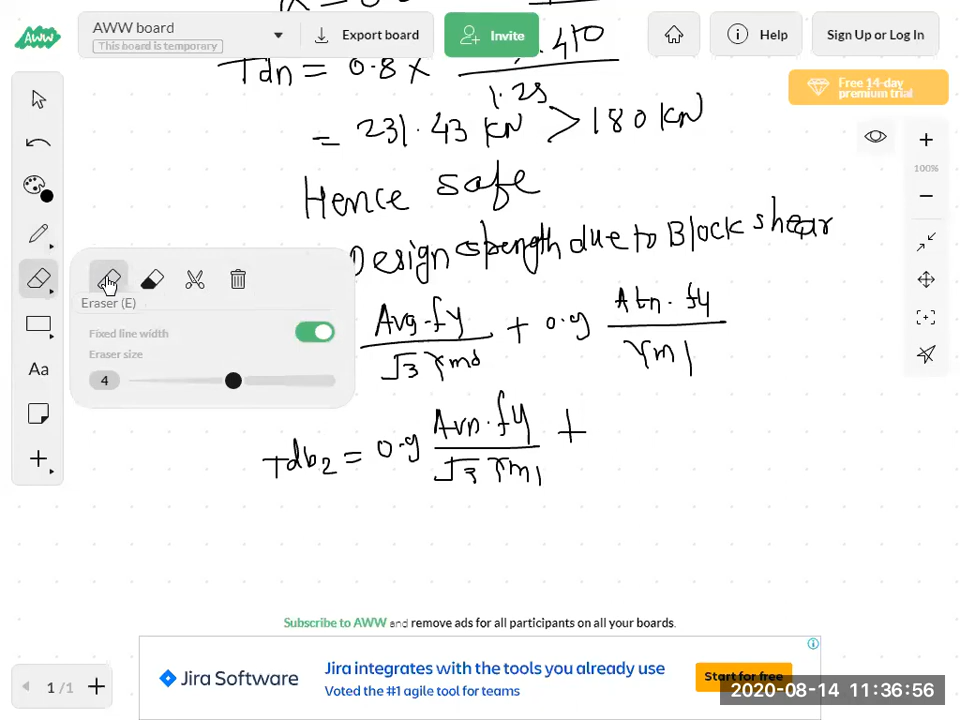 AWW board
This board is temporary
Export board
Invite
Help
Sign Up or Log In
Free 14-day
premium trial
100%
Tdn = 0.8 x .410
1.25
= 231.43 kN > 180 kN
Hence safe
Design strength due to Block shear
Avg.fy + 0.9 Atn.fy
√3 γm0 γm1
Tdb2 = 0.9 Avn.fy +
√3 γm1
AWW
Eraser (E)
Fixed line width
Eraser size
4
Aa
Subscribe to AWW and remove ads for all participants on all your boards.
Jira Software
Jira integrates with the tools you already use
Voted the #1 agile tool for teams
Start for free
1 /1
2020-08-14 11:36:56